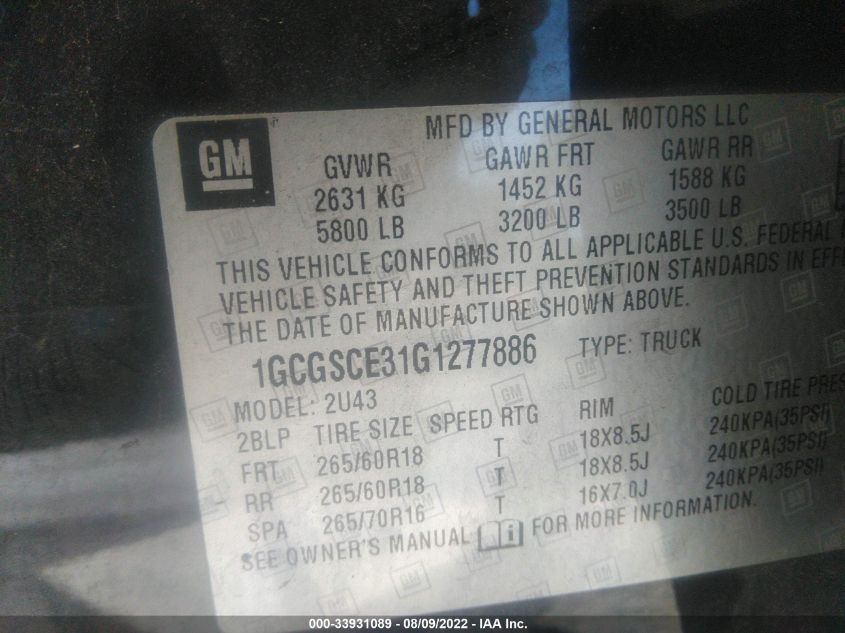 MFD BY GENERAL MOTORS LLC
GM
GVWR GAWR FRT GAWR RR
2631 KG 1452 KG 1588 KG
5800 LB 3200 LB 3500 LB
THIS VEHICLE CONFORMS TO ALL APPLICABLE U.S. FEDERAL
VEHICLE SAFETY AND THEFT PREVENTION STANDARDS IN EFF
THE DATE OF MANUFACTURE SHOWN ABOVE.
1GCGSCE31G1277886 TYPE: TRUCK
MODEL: 2U43
2BLP TIRE SIZE SPEED RTG RIM COLD TIRE PRES
FRT 265/60R18 T 18X8.5J 240KPA(35PSI)
RR 265/60R18 T 18X8.5J 240KPA(35PSI)
SPA 265/70R16 T 16X7.0J 240KPA(35PSI)
SEE OWNER'S MANUAL i FOR MORE INFORMATION.
000-33931089 - 08/09/2022 - IAA Inc.